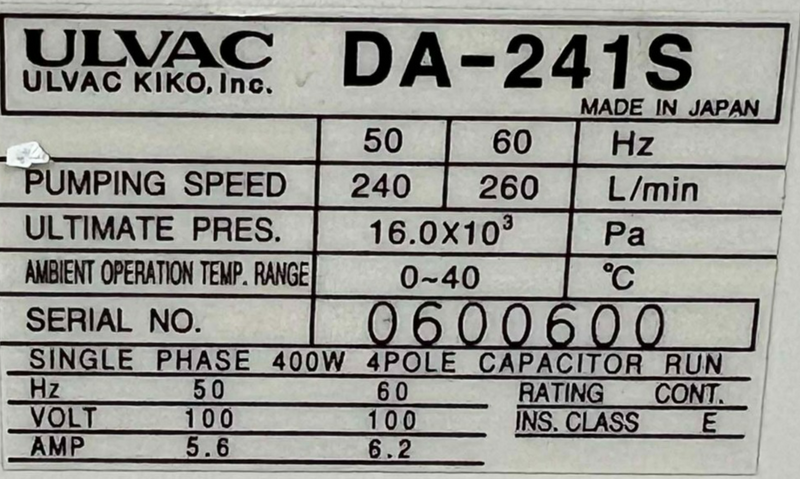 ULVAC DA-241S
ULVAC KIKO, Inc.
MADE IN JAPAN
50 60 Hz
PUMPING SPEED 240 260 L/min
ULTIMATE PRES. 16.0X10³ Pa
AMBIENT OPERATION TEMP. RANGE 0~40 °C
SERIAL NO. 0600600
SINGLE PHASE 400W 4POLE CAPACITOR RUN
Hz 50 60 RATING CONT.
VOLT 100 100 INS. CLASS E
AMP 5.6 6.2